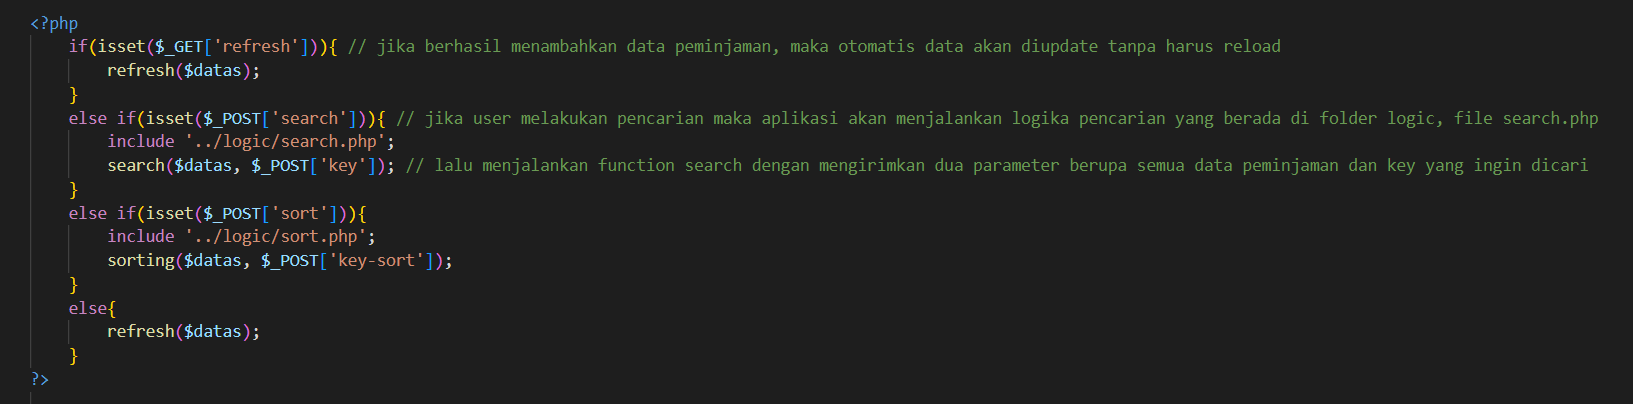 <?php
if(isset($_GET['refresh'])){ // jika berhasil menambahkan data peminjaman, maka otomatis data akan diupdate tanpa harus reload
refresh($datas);
}
else if(isset($_POST['search'])){ // jika user melakukan pencarian maka aplikasi akan menjalankan logika pencarian yang berada di folder logic, file search.php
include '../logic/search.php';
search($datas, $_POST['key']); // lalu menjalankan function search dengan mengirimkan dua parameter berupa semua data peminjaman dan key yang ingin dicari
}
else if(isset($_POST['sort'])){
include '../logic/sort.php';
sorting($datas, $_POST['key-sort']);
}
else{
refresh($datas);
}
?>